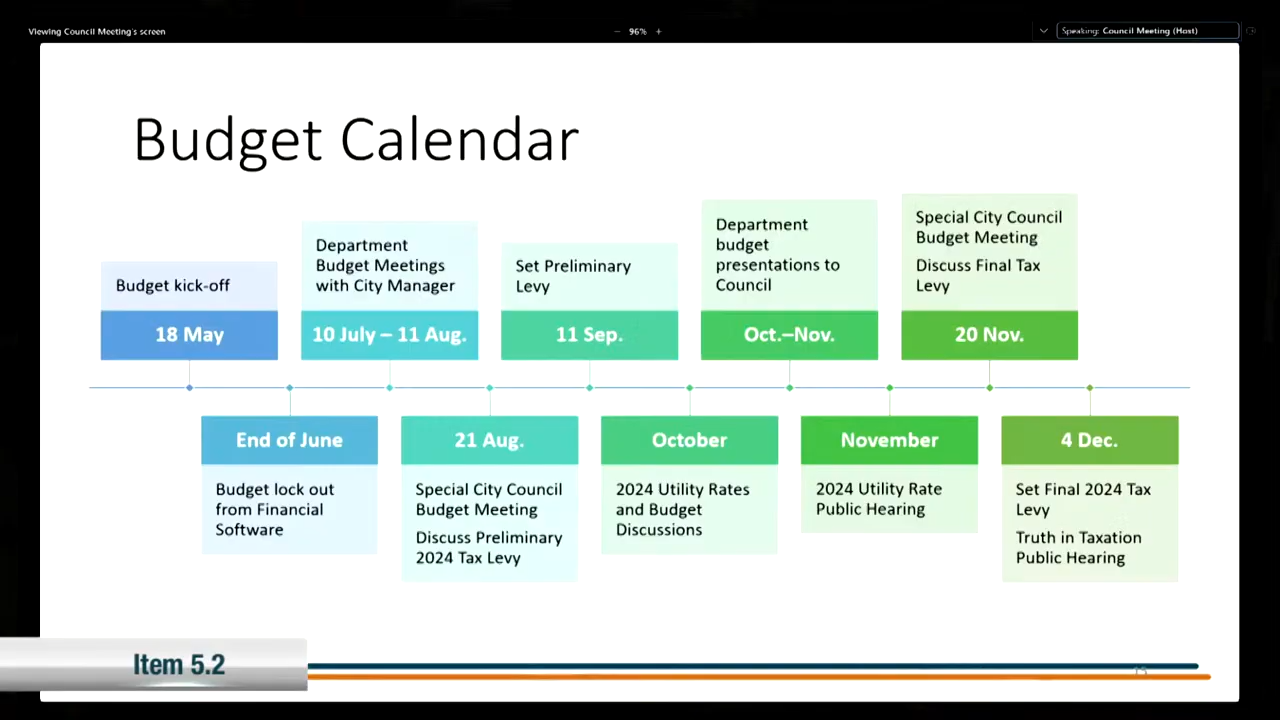 Viewing Council Meeting's screen
96%
Speaking: Council Meeting (Host)
Budget Calendar
Budget kick-off
18 May
End of June
Budget lock out
from Financial
Software
Department
Budget Meetings
with City Manager
10 July – 11 Aug.
21 Aug.
Special City Council
Budget Meeting
Discuss Preliminary
2024 Tax Levy
Set Preliminary
Levy
11 Sep.
October
2024 Utility Rates
and Budget
Discussions
Department
budget
presentations to
Council
Oct.–Nov.
November
2024 Utility Rate
Public Hearing
Special City Council
Budget Meeting
Discuss Final Tax
Levy
20 Nov.
4 Dec.
Set Final 2024 Tax
Levy
Truth in Taxation
Public Hearing
Item 5.2